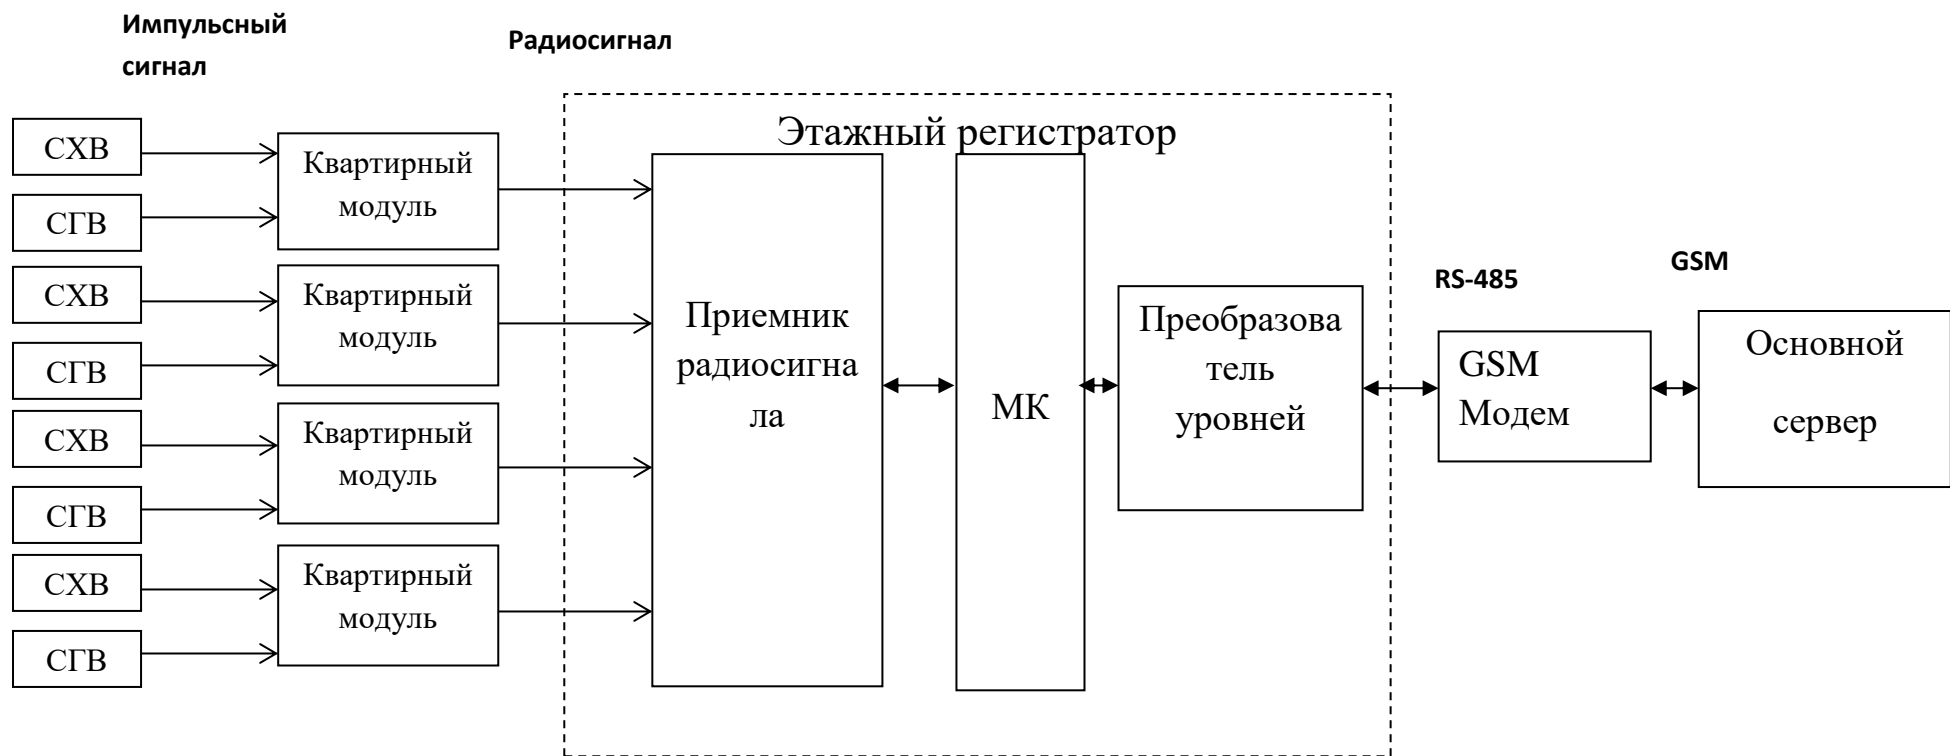 Импульсный
сигнал
Радиосигнал
Этажный регистратор
СХВ
СГВ
СХВ
СГВ
СХВ
СГВ
СХВ
СГВ
Квартирный
модуль
Квартирный
модуль
Квартирный
модуль
Квартирный
модуль
Приемник
радиосигна
ла
МК
Преобразова
тель
уровней
RS-485
GSM
Модем
GSM
Основной
сервер